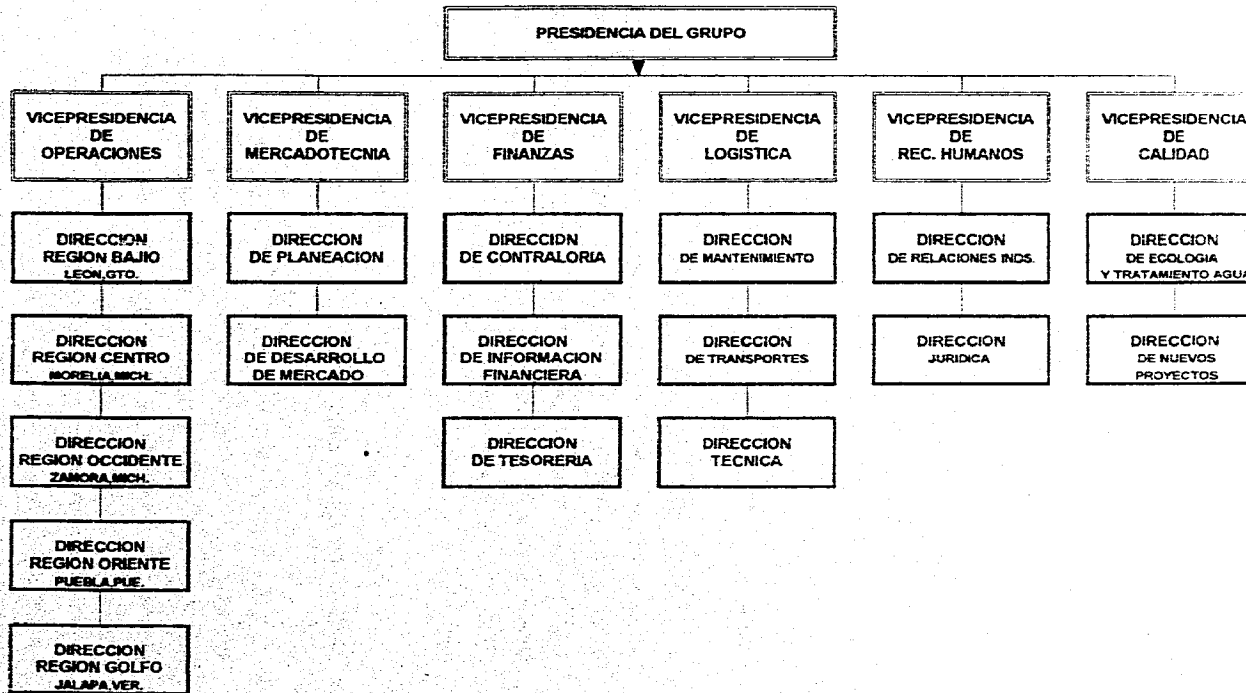 PRESIDENCIA DEL GRUPO
VICEPRESIDENCIA
DE
OPERACIONES
VICEPRESIDENCIA
DE
MERCADOTECNIA
VICEPRESIDENCIA
DE
FINANZAS
VICEPRESIDENCIA
DE
LOGISTICA
VICEPRESIDENCIA
DE
REC. HUMANOS
VICEPRESIDENCIA
DE
CALIDAD
DIRECCION
REGION BAJIO
LEON,GTO.
DIRECCION
DE PLANEACION
DIRECCION
DE CONTRALORIA
DIRECCION
DE MANTENIMIENTO
DIRECCION
DE RELACIONES INDS.
DIRECCION
DE ECOLOGIA
Y TRATAMIENTO AGUA
DIRECCION
REGION CENTRO
MORELIA,MICH.
DIRECCION
DE DESARROLLO
DE MERCADO
DIRECCION
DE INFORMACION
FINANCIERA
DIRECCION
DE TRANSPORTES
DIRECCION
JURIDICA
DIRECCION
DE NUEVOS
PROYECTOS
DIRECCION
REGION OCCIDENTE
ZAMORA,MICH.
DIRECCION
DE TESORERIA
DIRECCION
TECNICA
DIRECCION
REGION ORIENTE
PUEBLA,PUE.
DIRECCION
REGION GOLFO
JALAPA,VER.